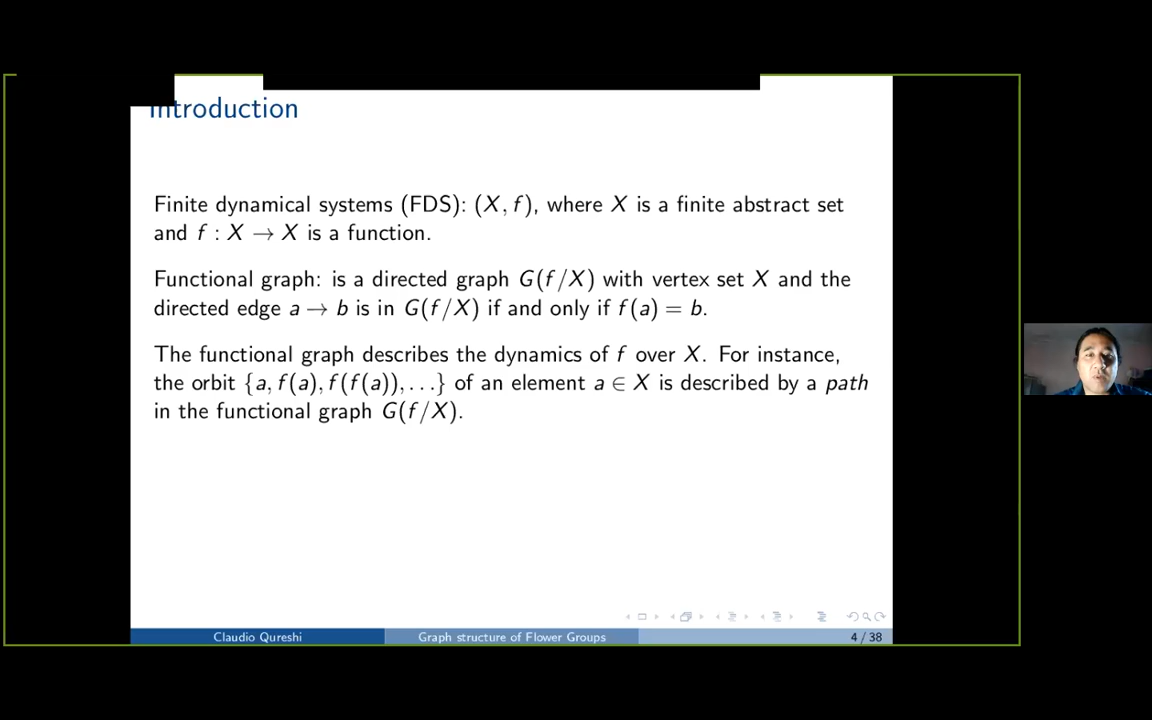 Introduction
Finite dynamical systems (FDS): (X, f), where X is a finite abstract set
and f : X → X is a function.
Functional graph: is a directed graph G(f/X) with vertex set X and the
directed edge a → b is in G(f/X) if and only if f(a) = b.
The functional graph describes the dynamics of f over X. For instance,
the orbit {a, f(a), f(f(a)), . . .} of an element a ∈ X is described by a path
in the functional graph G(f/X).
Claudio Qureshi
Graph structure of Flower Groups
4 / 38